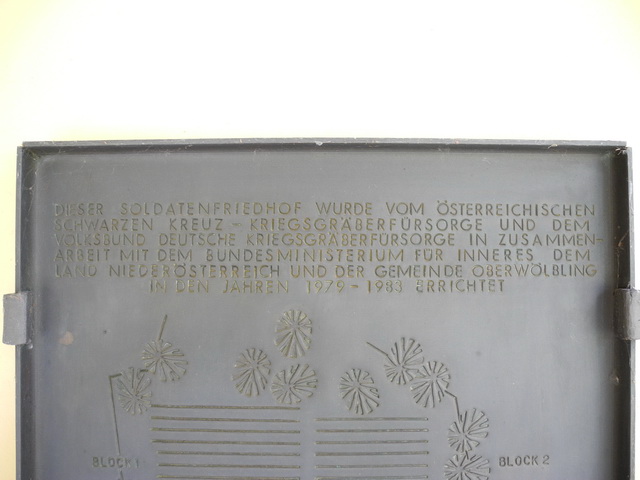 DIESER SOLDATENFRIEDHOF WURDE VOM ÖSTERREICHISCHEN
SCHWARZEN KREUZ – KRIEGSGRÄBERFÜRSORGE UND DEM
VOLKSBUND DEUTSCHE KRIEGSGRÄBERFÜRSORGE IN ZUSAMMEN-
ARBEIT MIT DEM BUNDESMINISTERIUM FÜR INNERES, DEM
LAND NIEDERÖSTERREICH UND DER GEMEINDE OBERWÖLBLING
IN DEN JAHREN 1979 – 1983 ERRICHTET
BLOCK 1
BLOCK 2